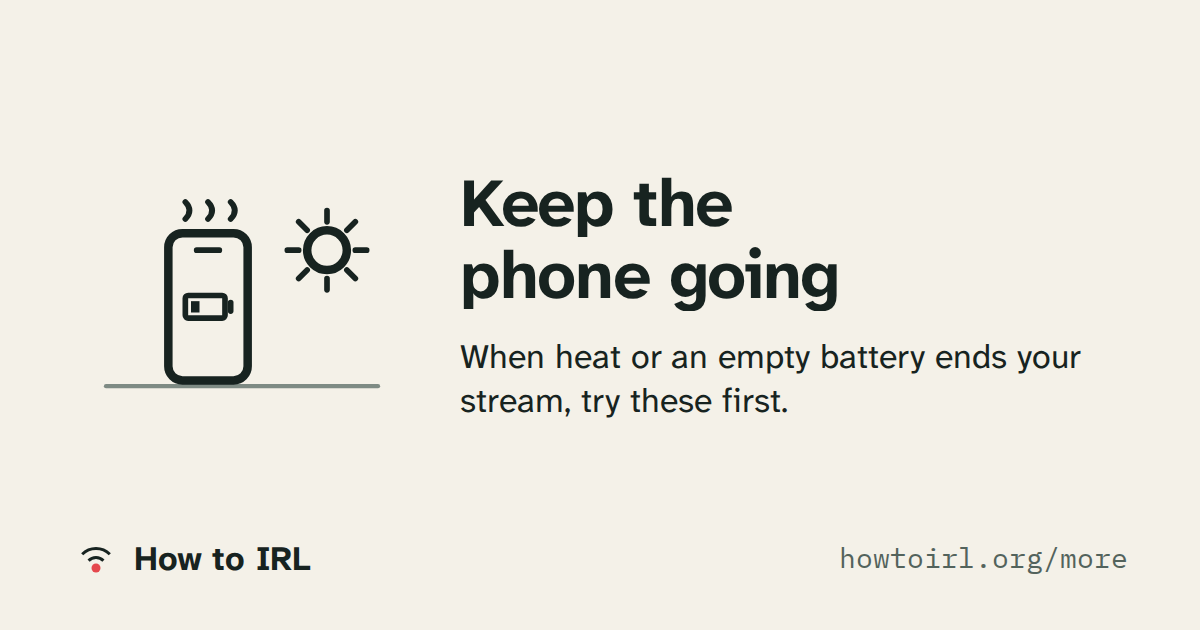 Keep the
phone going
When heat or an empty battery ends your
stream, try these first.
How to IRL
howtoirl.org/more